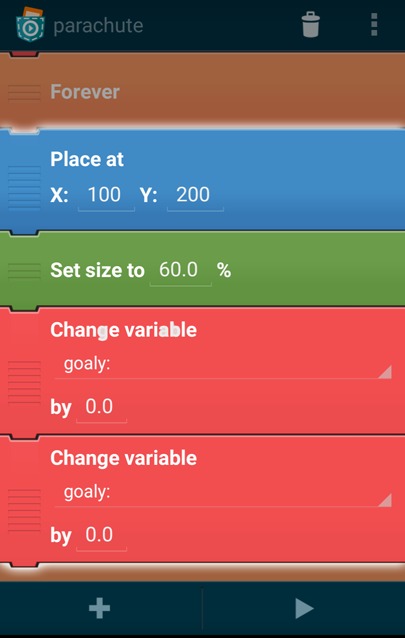 parachute
Forever
Place at
X: 100 Y: 200
Set size to 60.0 %
Change variable
goaly:
by 0.0
Change variable
goaly:
by 0.0